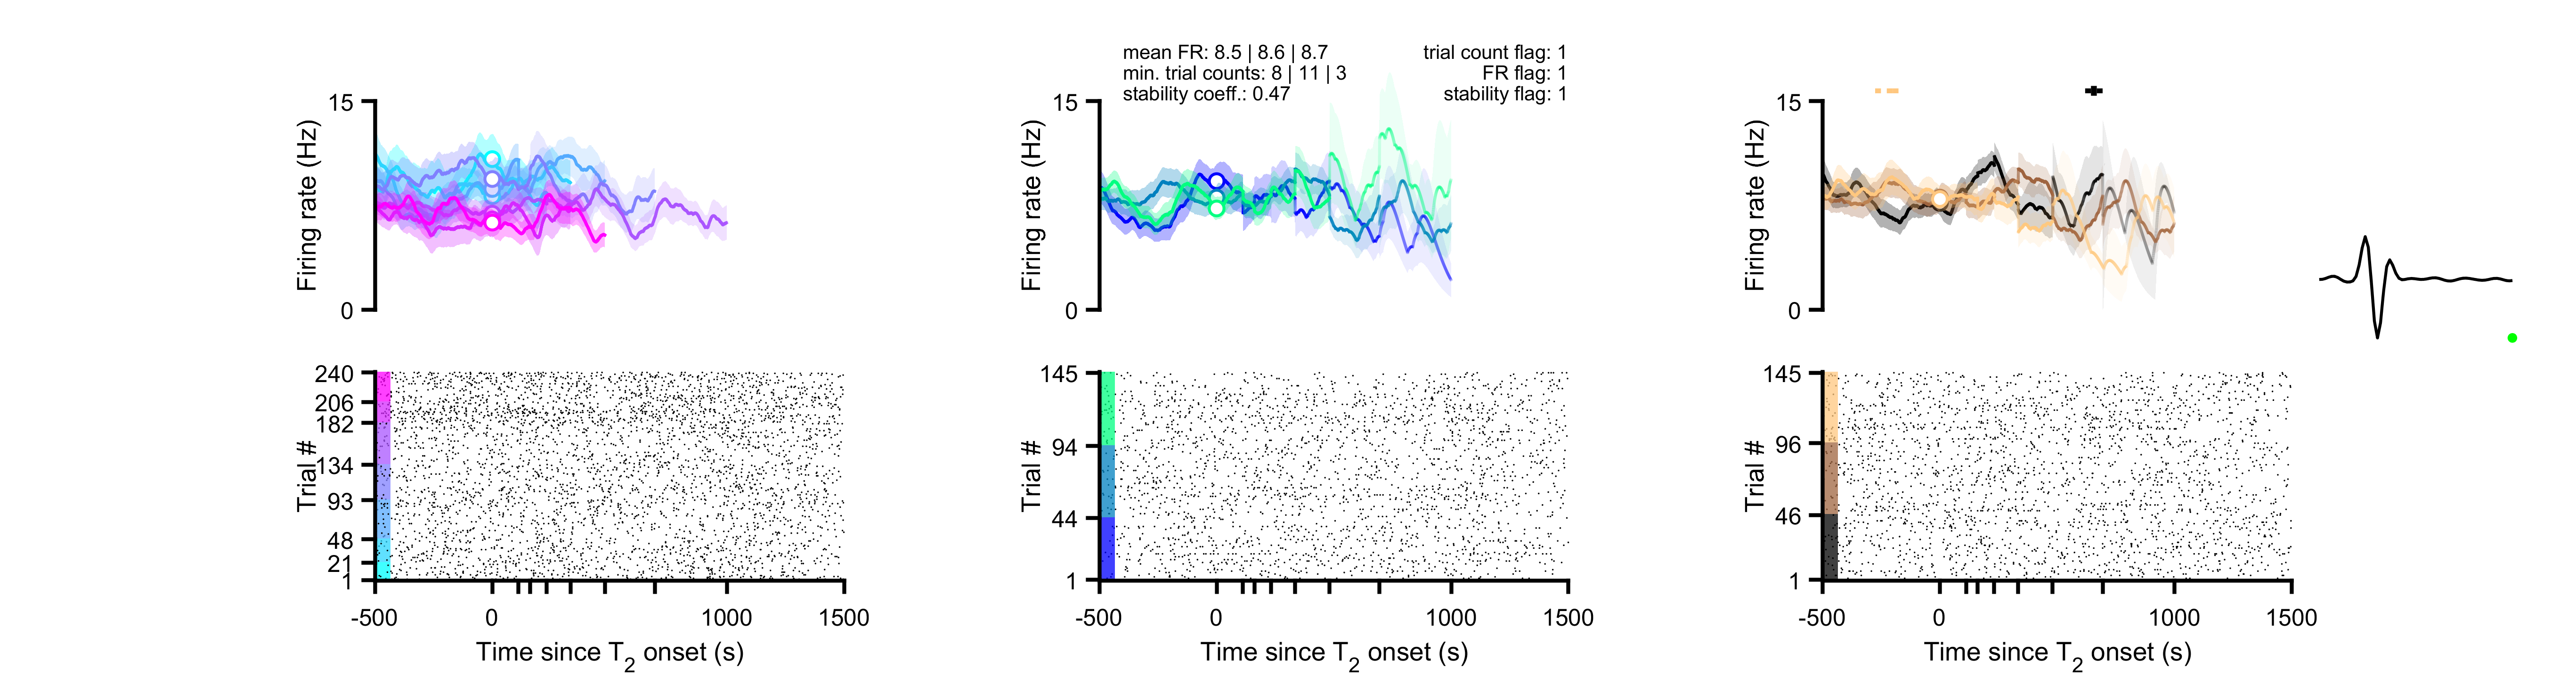 mean FR: 8.5 | 8.6 | 8.7
min. trial counts: 8 | 11 | 3
stability coeff.: 0.47
trial count flag: 1
FR flag: 1
stability flag: 1
15
0
Firing rate (Hz)
15
0
Firing rate (Hz)
15
0
Firing rate (Hz)
240
206
182
134
93
48
21
1
Trial #
-500
0
1000
1500
Time since T2 onset (s)
145
94
44
1
Trial #
-500
0
1000
1500
Time since T2 onset (s)
145
96
46
1
Trial #
-500
0
1000
1500
Time since T2 onset (s)